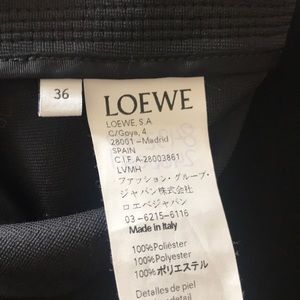 36
LOEWE
LOEWE, S.A.
C/Goya, 4
28001 -Madrid
SPAIN
C.I.F.A-28003861
LVMH
ファッション・グループ・
ジャパン株式会社
ロエベジャパン
03-6215-6116
Made in Italy
100%Poliéster
100%Polyester
100%ポリエステル
Detalles de piel